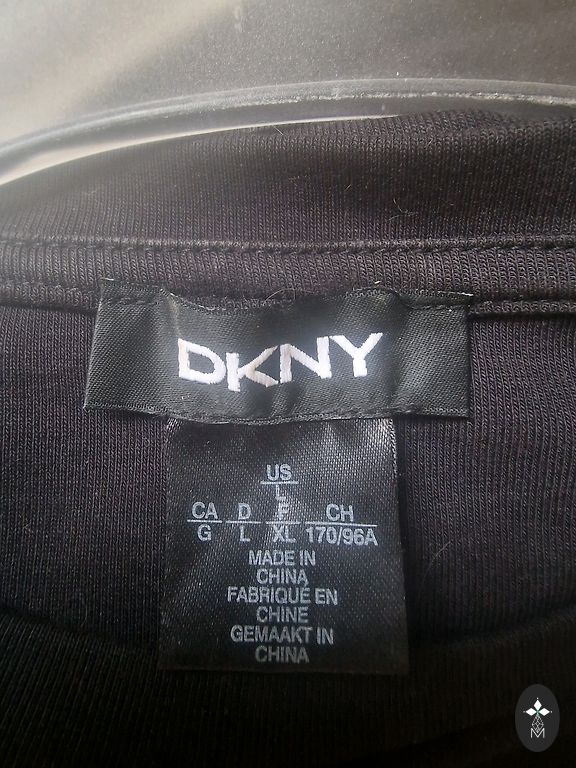 DKNY
US
L
CA D F CH
G L XL 170/96A
MADE IN
CHINA
FABRIQUE EN
CHINE
GEMAAKT IN
CHINA
M